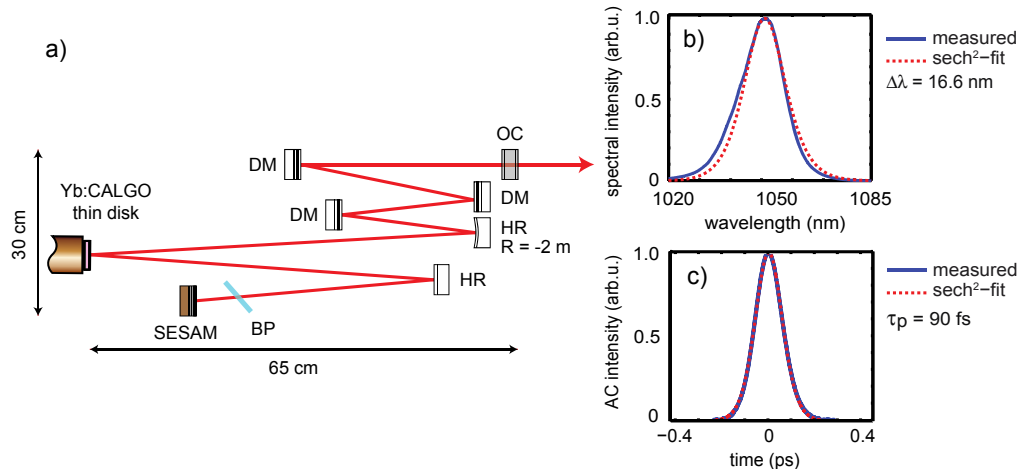 a)
30 cm
Yb:CALGO
thin disk
DM
OC
DM
DM
HR
R = -2 m
HR
SESAM
BP
65 cm
b)
spectral intensity (arb.u.)
1.0
0.5
0
1020
1050
1085
wavelength (nm)
measured
sech²−fit
Δλ = 16.6 nm
c)
AC intensity (arb.u.)
1.0
0.5
0
−0.4
0
0.4
time (ps)
measured
sech²−fit
τp = 90 fs